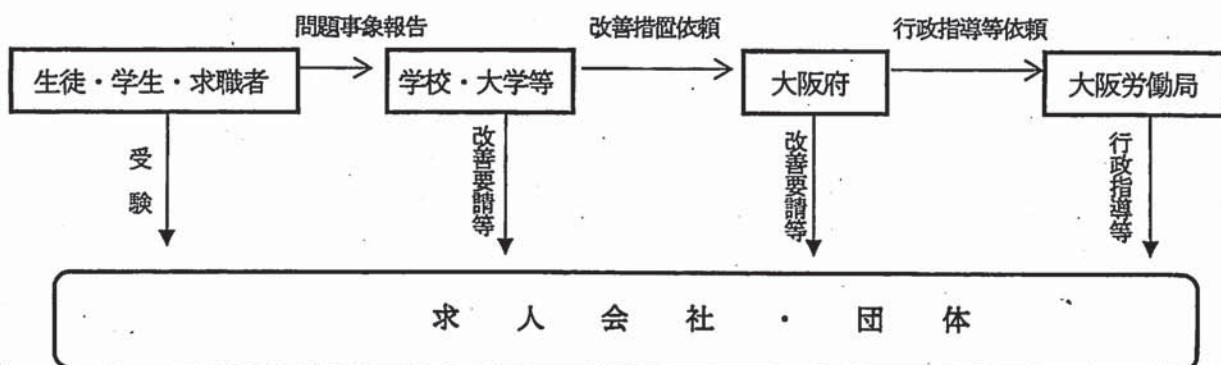 問題事象報告
改善措置依頼
行政指導等依頼
生徒・学生・求職者
学校・大学等
大阪府
大阪労働局
受験
改善要請等
改善要請等
行政指導等
求人会社・団体